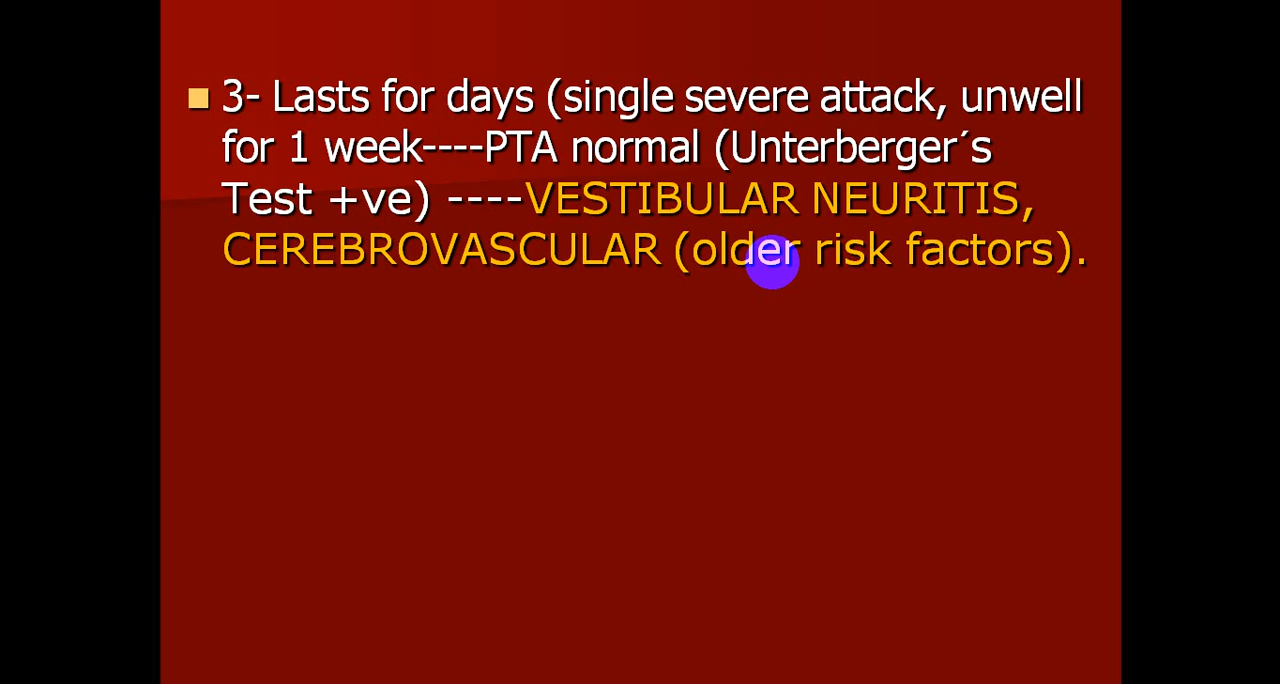 3- Lasts for days (single severe attack, unwell
for 1 week----PTA normal (Unterberger´s
Test +ve) ----VESTIBULAR NEURITIS,
CEREBROVASCULAR (older risk factors).